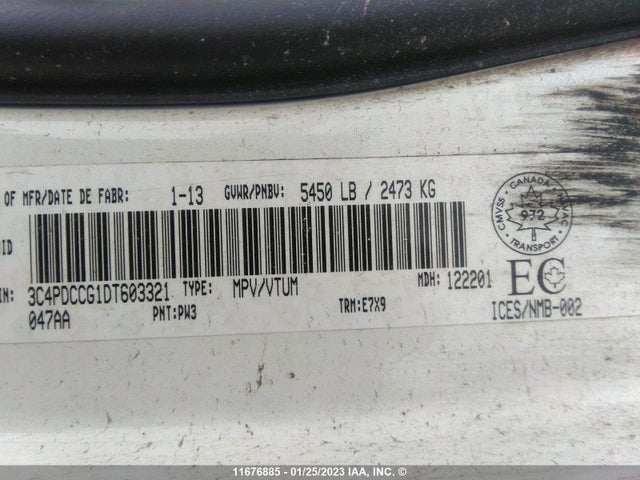 OF MFR/DATE DE FABR: 1-13 GVWR/PNBV: 5450 LB / 2473 KG
CANADA
CMVSS 972 NSVAC
TRANSPORT
ID
IN: 3C4PDCCG1DT603321 TYPE: MPV/VTUM MDH: 122201 EC
047AA PNT:PW3 TRM:E7X9 ICES/NMB-002
11676885 - 01/25/2023 IAA, INC. ©